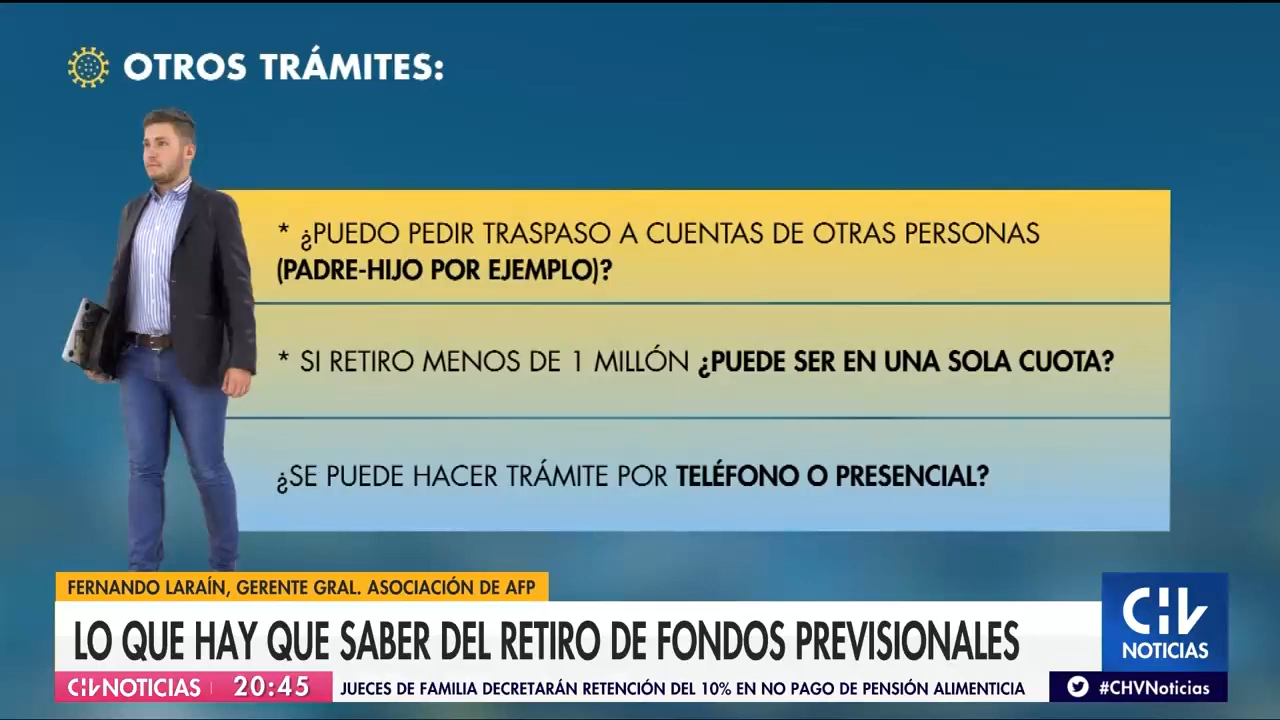 OTROS TRÁMITES:
* ¿PUEDO PEDIR TRASPASO A CUENTAS DE OTRAS PERSONAS
(PADRE-HIJO POR EJEMPLO)?
* SI RETIRO MENOS DE 1 MILLÓN ¿PUEDE SER EN UNA SOLA CUOTA?
¿SE PUEDE HACER TRÁMITE POR TELÉFONO O PRESENCIAL?
FERNANDO LARAÍN, GERENTE GRAL. ASOCIACIÓN DE AFP
LO QUE HAY QUE SABER DEL RETIRO DE FONDOS PREVISIONALES
CHV
NOTICIAS
CHVNOTICIAS 20:45 JUECES DE FAMILIA DECRETARÁN RETENCIÓN DEL 10% EN NO PAGO DE PENSIÓN ALIMENTICIA #CHVNoticias